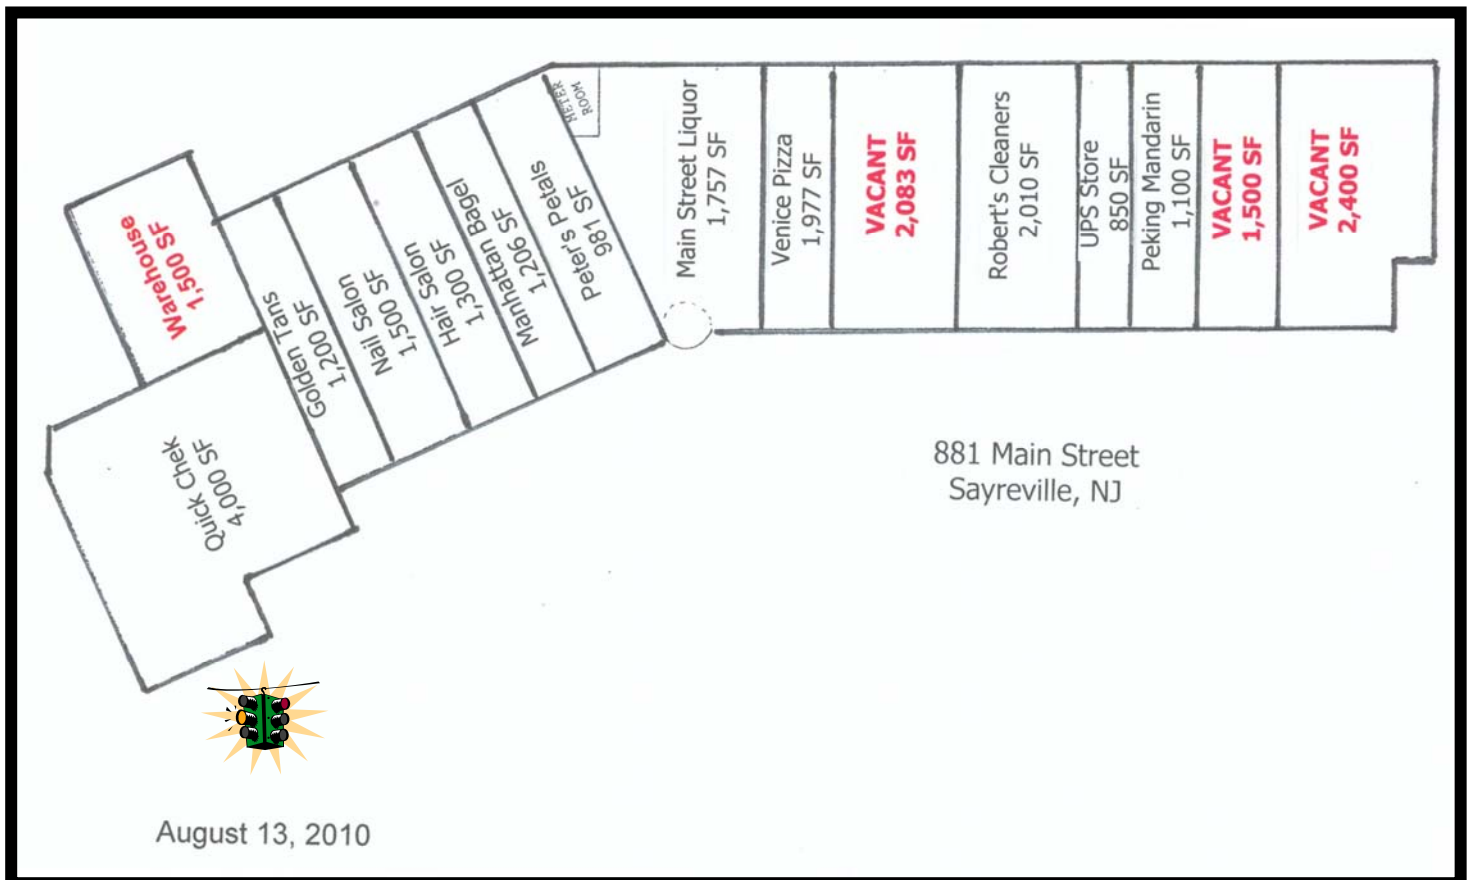 Warehouse
1,500 SF
Quick Chek
4,000 SF
Golden Tans
1,200 SF
Nail Salon
1,500 SF
Hair Salon
1,300 SF
Manhattan Bagel
1,206 SF
Peter's Petals
981 SF
METER
ROOM
Main Street Liquor
1,757 SF
Venice Pizza
1,977 SF
VACANT
2,083 SF
Robert's Cleaners
2,010 SF
UPS Store
850 SF
Peking Mandarin
1,100 SF
VACANT
1,500 SF
VACANT
2,400 SF
881 Main Street
Sayreville, NJ
August 13, 2010